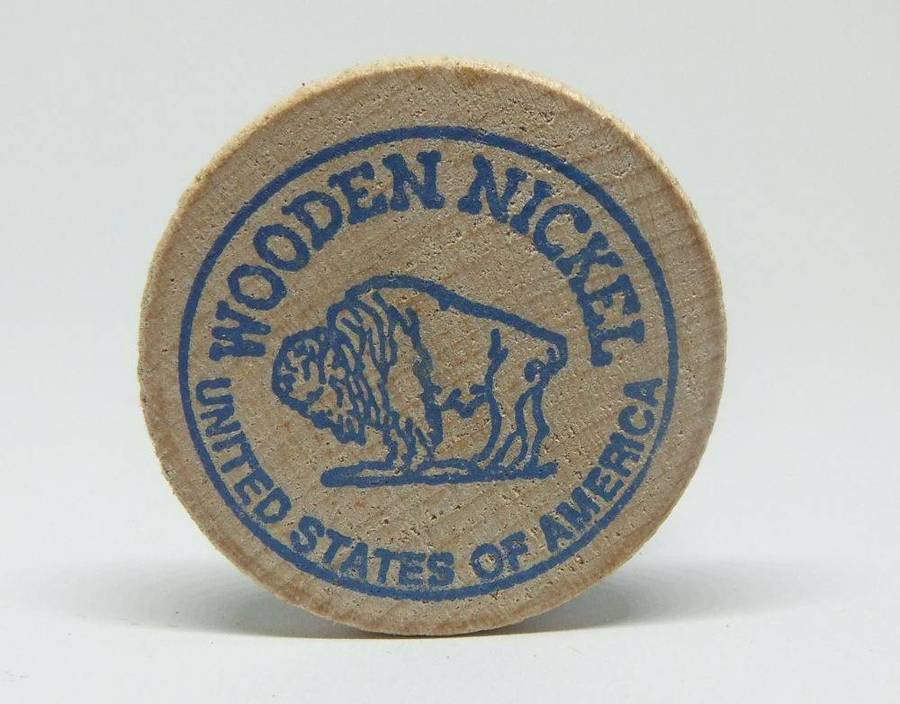 WOODEN NICKEL
UNITED STATES OF AMERICA